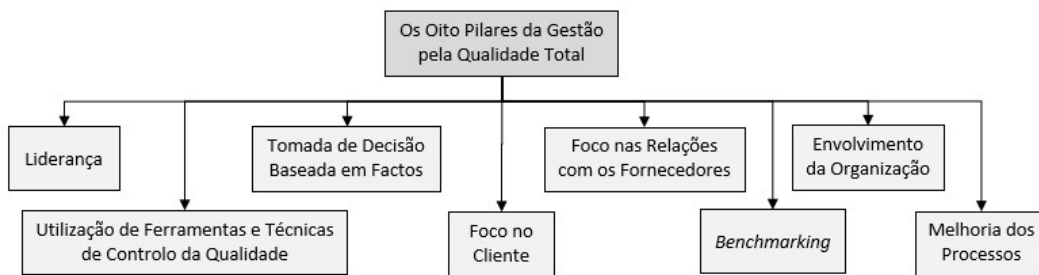 Os Oito Pilares da Gestão
pela Qualidade Total
Liderança
Tomada de Decisão
Baseada em Factos
Foco nas Relações
com os Fornecedores
Envolvimento
da Organização
Utilização de Ferramentas e Técnicas
de Controlo da Qualidade
Foco no
Cliente
Benchmarking
Melhoria dos
Processos